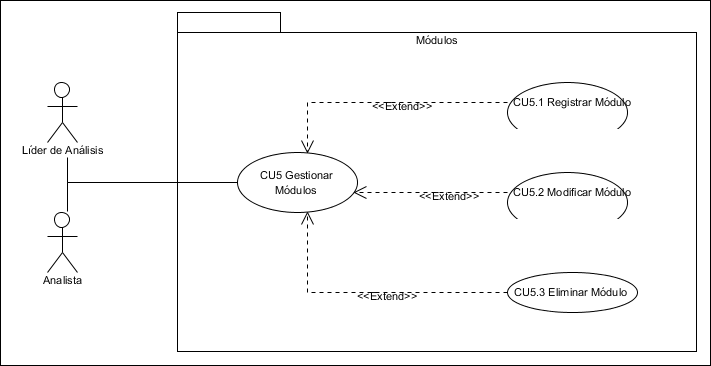 Módulos
Líder de Análisis
Analista
CU5 Gestionar
Módulos
<<Extend>>
CU5.1 Registrar Módulo
<<Extend>>
CU5.2 Modificar Módulo
<<Extend>>
CU5.3 Eliminar Módulo